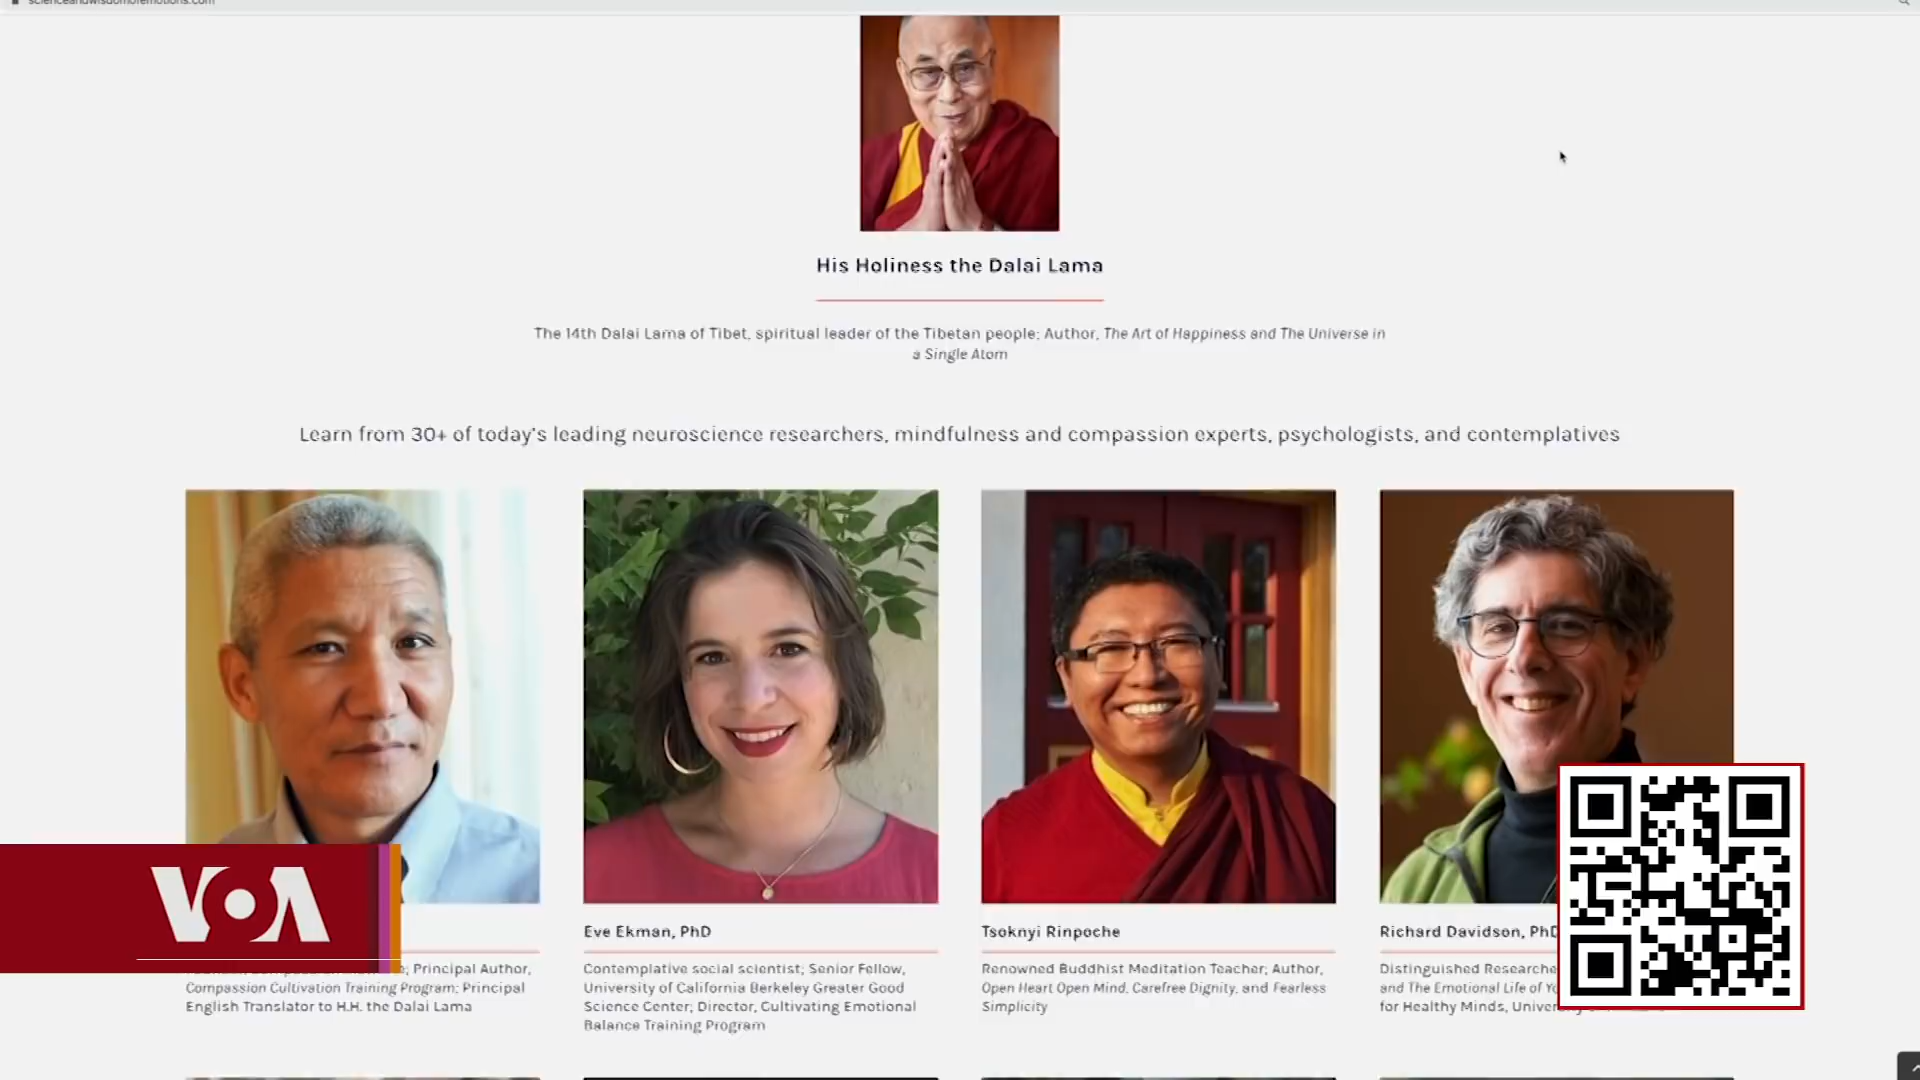 scienceandwisdomofemotions.com
His Holiness the Dalai Lama
The 14th Dalai Lama of Tibet, spiritual leader of the Tibetan people; Author, The Art of Happiness and The Universe in
a Single Atom
Learn from 30+ of today's leading neuroscience researchers, mindfulness and compassion experts, psychologists, and contemplatives
VOA
Principal Author,
Compassion Cultivation Training Program; Principal
English Translator to H.H. the Dalai Lama
Eve Ekman, PhD
Contemplative social scientist; Senior Fellow,
University of California Berkeley Greater Good
Science Center; Director, Cultivating Emotional
Balance Training Program
Tsoknyi Rinpoche
Renowned Buddhist Meditation Teacher; Author,
Open Heart Open Mind, Carefree Dignity, and Fearless
Simplicity
Richard Davidson, PhD
Distinguished
and The Emotional Life of
for Healthy Minds,